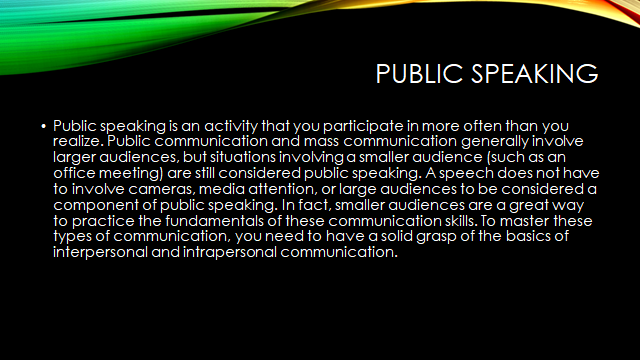 PUBLIC SPEAKING
• Public speaking is an activity that you participate in more often than you
realize. Public communication and mass communication generally involve
larger audiences, but situations involving a smaller audience (such as an
office meeting) are still considered public speaking. A speech does not have
to involve cameras, media attention, or large audiences to be considered a
component of public speaking. In fact, smaller audiences are a great way
to practice the fundamentals of these communication skills. To master these
types of communication, you need to have a solid grasp of the basics of
interpersonal and intrapersonal communication.